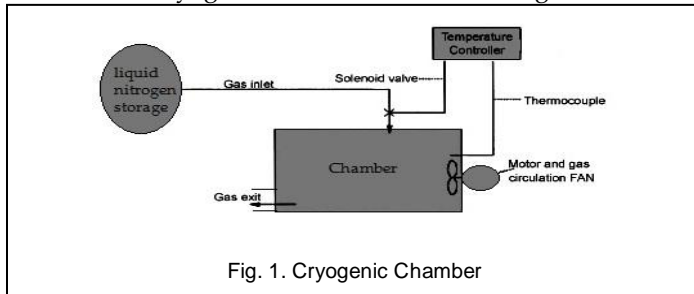 Temperature
Controller
liquid
nitrogen
storage
Gas inlet
Solenoid valve
Thermocouple
Chamber
Motor and gas
circulation FAN
Gas exit
Fig. 1. Cryogenic Chamber